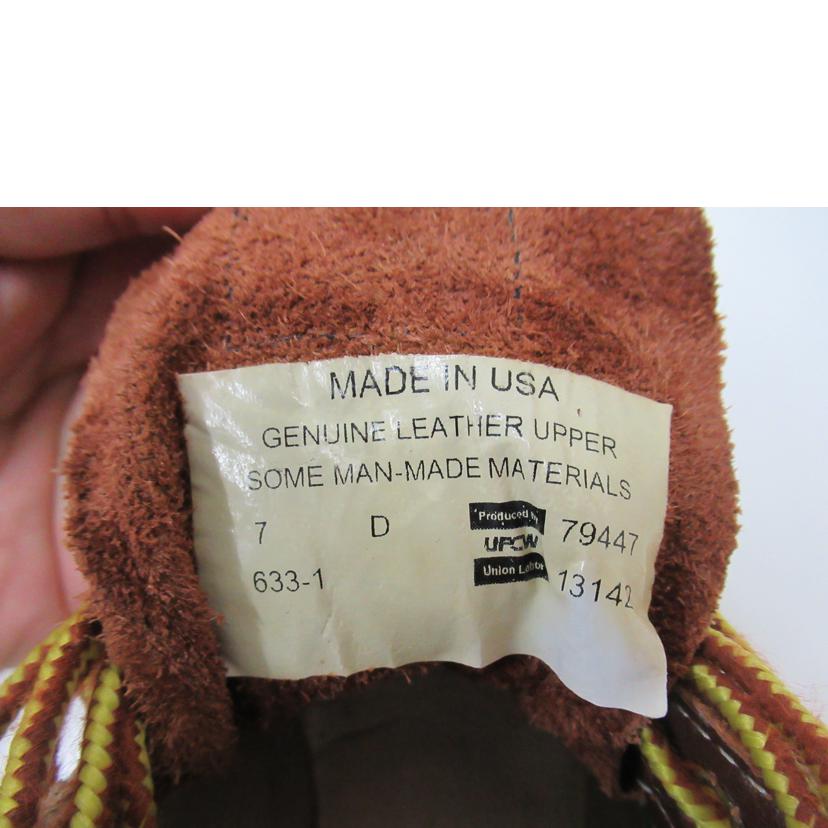 MADE IN USA
GENUINE LEATHER UPPER
SOME MAN-MADE MATERIALS
7 D Produced by 79447
UFCW
633-1 Union Labor 13142